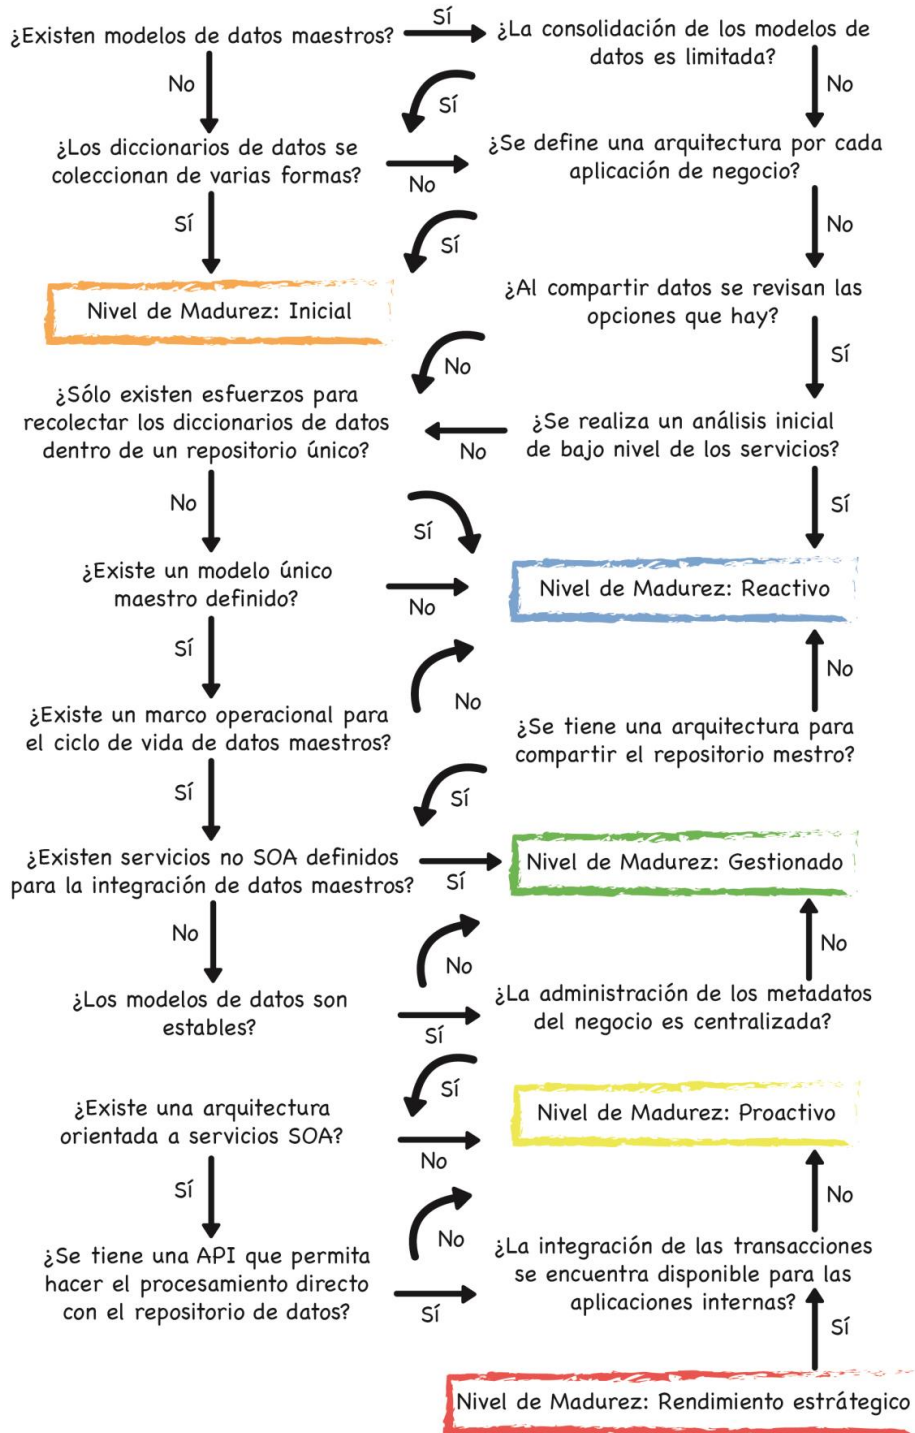 ¿Existen modelos de datos maestros?
Sí
¿La consolidación de los modelos de
datos es limitada?
No
Sí
No
¿Los diccionarios de datos se
coleccionan de varias formas?
No
¿Se define una arquitectura por cada
aplicación de negocio?
Sí
Sí
No
Nivel de Madurez: Inicial
¿Al compartir datos se revisan las
opciones que hay?
No
Sí
¿Sólo existen esfuerzos para
recolectar los diccionarios de datos
dentro de un repositorio único?
No
¿Se realiza un análisis inicial
de bajo nivel de los servicios?
No
Sí
Sí
¿Existe un modelo único
maestro definido?
No
Nivel de Madurez: Reactivo
Sí
No
No
¿Existe un marco operacional para
el ciclo de vida de datos maestros?
¿Se tiene una arquitectura para
compartir el repositorio mestro?
Sí
Sí
¿Existen servicios no SOA definidos
para la integración de datos maestros?
Sí
Nivel de Madurez: Gestionado
No
No
No
¿Los modelos de datos son
estables?
Sí
¿La administración de los metadatos
del negocio es centralizada?
Sí
¿Existe una arquitectura
orientada a servicios SOA?
No
Nivel de Madurez: Proactivo
Sí
No
No
¿Se tiene una API que permita
hacer el procesamiento directo
con el repositorio de datos?
Sí
¿La integración de las transacciones
se encuentra disponible para las
aplicaciones internas?
Sí
Nivel de Madurez: Rendimiento estrátegico